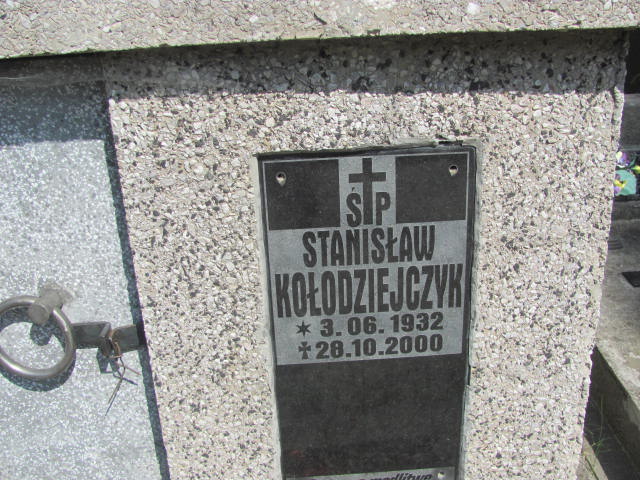 ŚP
STANISŁAW
KOŁODZIEJCZYK
* 3.06.1932
✝28.10.2000